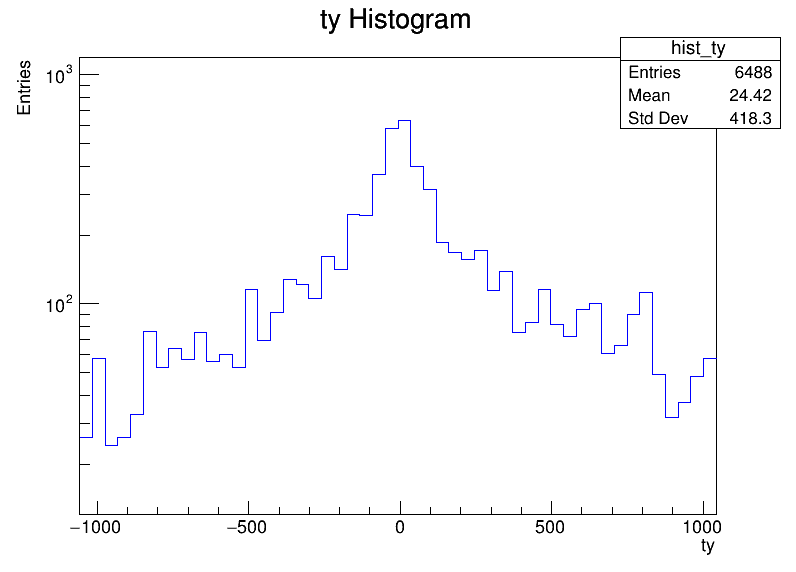 ty Histogram
hist_ty
Entries 6488
Mean 24.42
Std Dev 418.3
Entries
10³
10²
−1000 −500 0 500 1000
ty